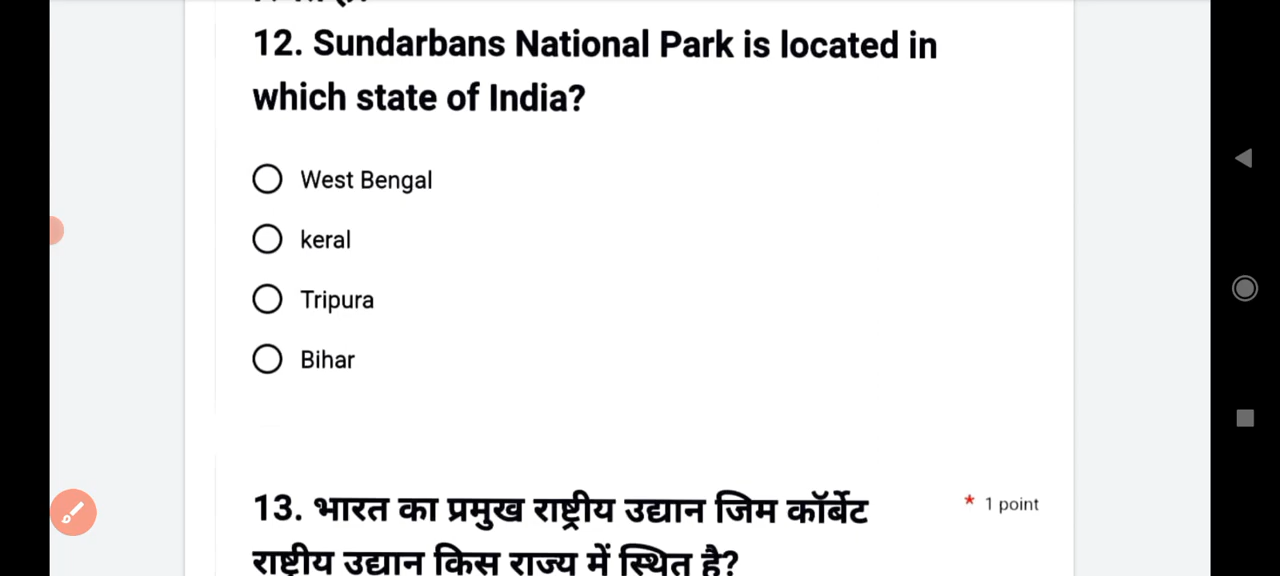 12. Sundarbans National Park is located in
which state of India?
West Bengal
keral
Tripura
Bihar
13. भारत का प्रमुख राष्ट्रीय उद्यान जिम कॉर्बेट
* 1 point
राष्ट्रीय उद्यान किस राज्य में स्थित है?